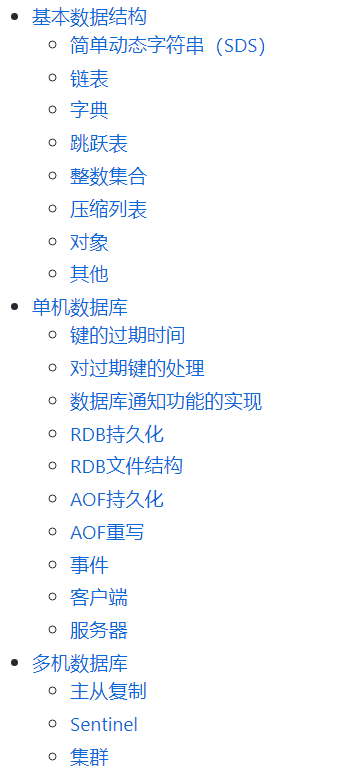 基本数据结构
简单动态字符串（SDS）
链表
字典
跳跃表
整数集合
压缩列表
对象
其他
单机数据库
键的过期时间
对过期键的处理
数据库通知功能的实现
RDB持久化
RDB文件结构
AOF持久化
AOF重写
事件
客户端
服务器
多机数据库
主从复制
Sentinel
集群